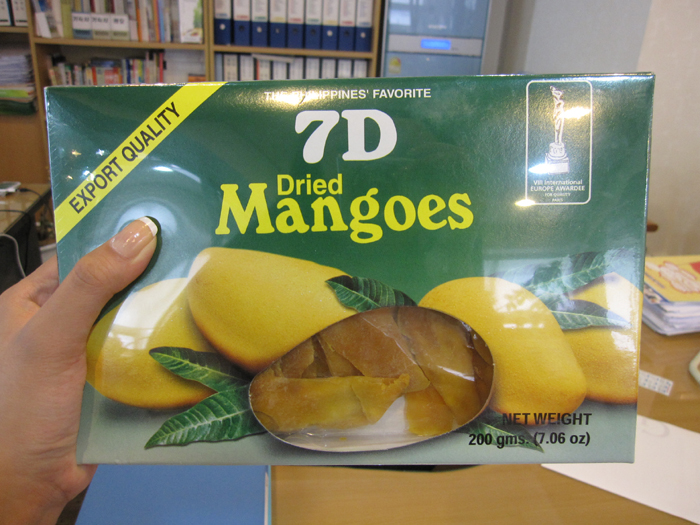 EXPORT QUALITY
THE PHILIPPINES' FAVORITE
7D
Dried
Mangoes
VIII International
EUROPE AWARDEE
FOR QUALITY
PARIS
NET WEIGHT
200 gms. (7.06 oz)